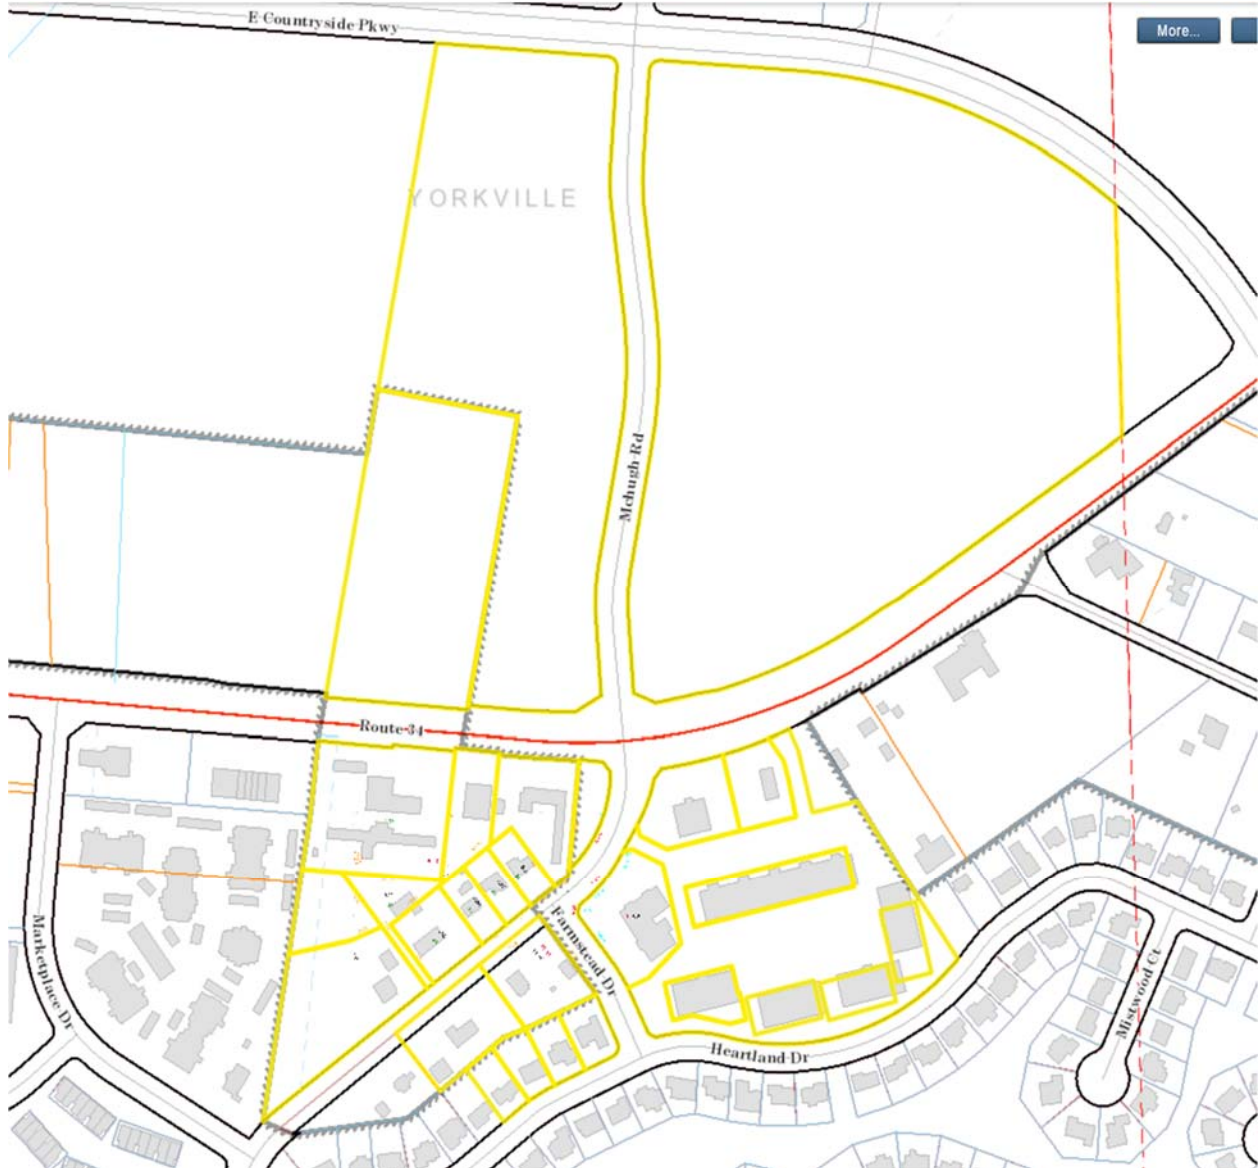 E Countryside Pkwy
More...
YORKVILLE
Mchugh Rd
Route 34
Marketplace Dr
Farmstead Dr
Mistwood Ct
Heartland Dr